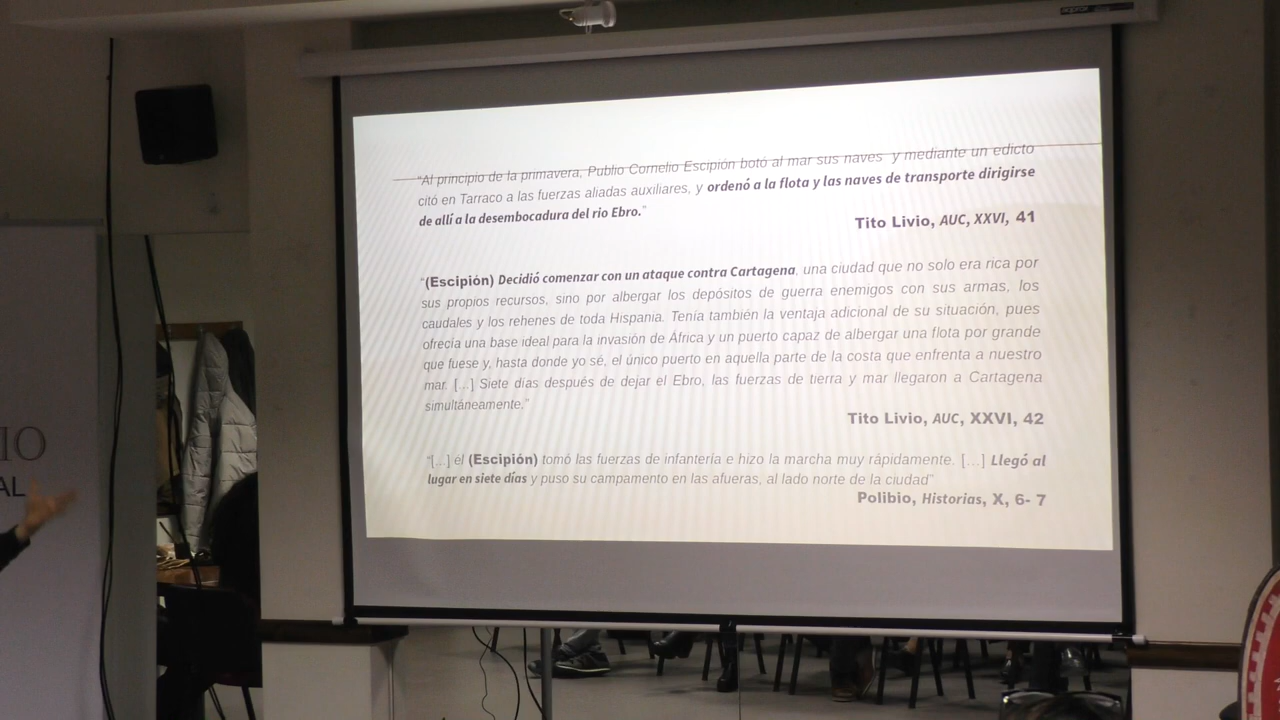 “Al principio de la primavera, Publio Cornelio Escipión botó al mar sus naves y mediante un edicto
citó en Tarraco a las fuerzas aliadas auxiliares, y ordenó a la flota y las naves de transporte dirigirse
de allí a la desembocadura del rio Ebro.”
Tito Livio, AUC, XXVI, 41
“(Escipión) Decidió comenzar con un ataque contra Cartagena, una ciudad que no solo era rica por
sus propios recursos, sino por albergar los depósitos de guerra enemigos con sus armas, los
caudales y los rehenes de toda Hispania. Tenía también la ventaja adicional de su situación, pues
ofrecía una base ideal para la invasión de África y un puerto capaz de albergar una flota por grande
que fuese y, hasta donde yo sé, el único puerto en aquella parte de la costa que enfrenta a nuestro
mar. [...] Siete días después de dejar el Ebro, las fuerzas de tierra y mar llegaron a Cartagena
simultáneamente.”
Tito Livio, AUC, XXVI, 42
“[...] él (Escipión) tomó las fuerzas de infantería e hizo la marcha muy rápidamente. [...] Llegó al
lugar en siete días y puso su campamento en las afueras, al lado norte de la ciudad”
Polibio, Historias, X, 6- 7
IO
AL